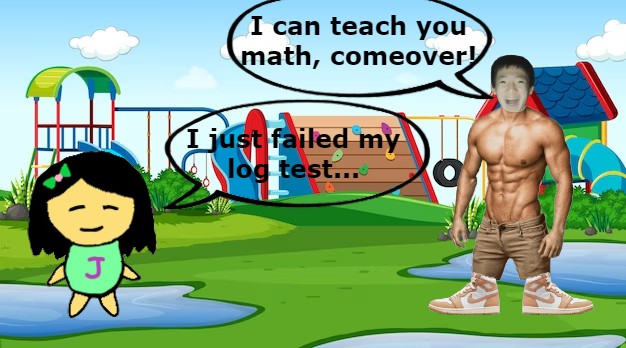 I can teach you
math, comeover!
I just failed my
log test...
J